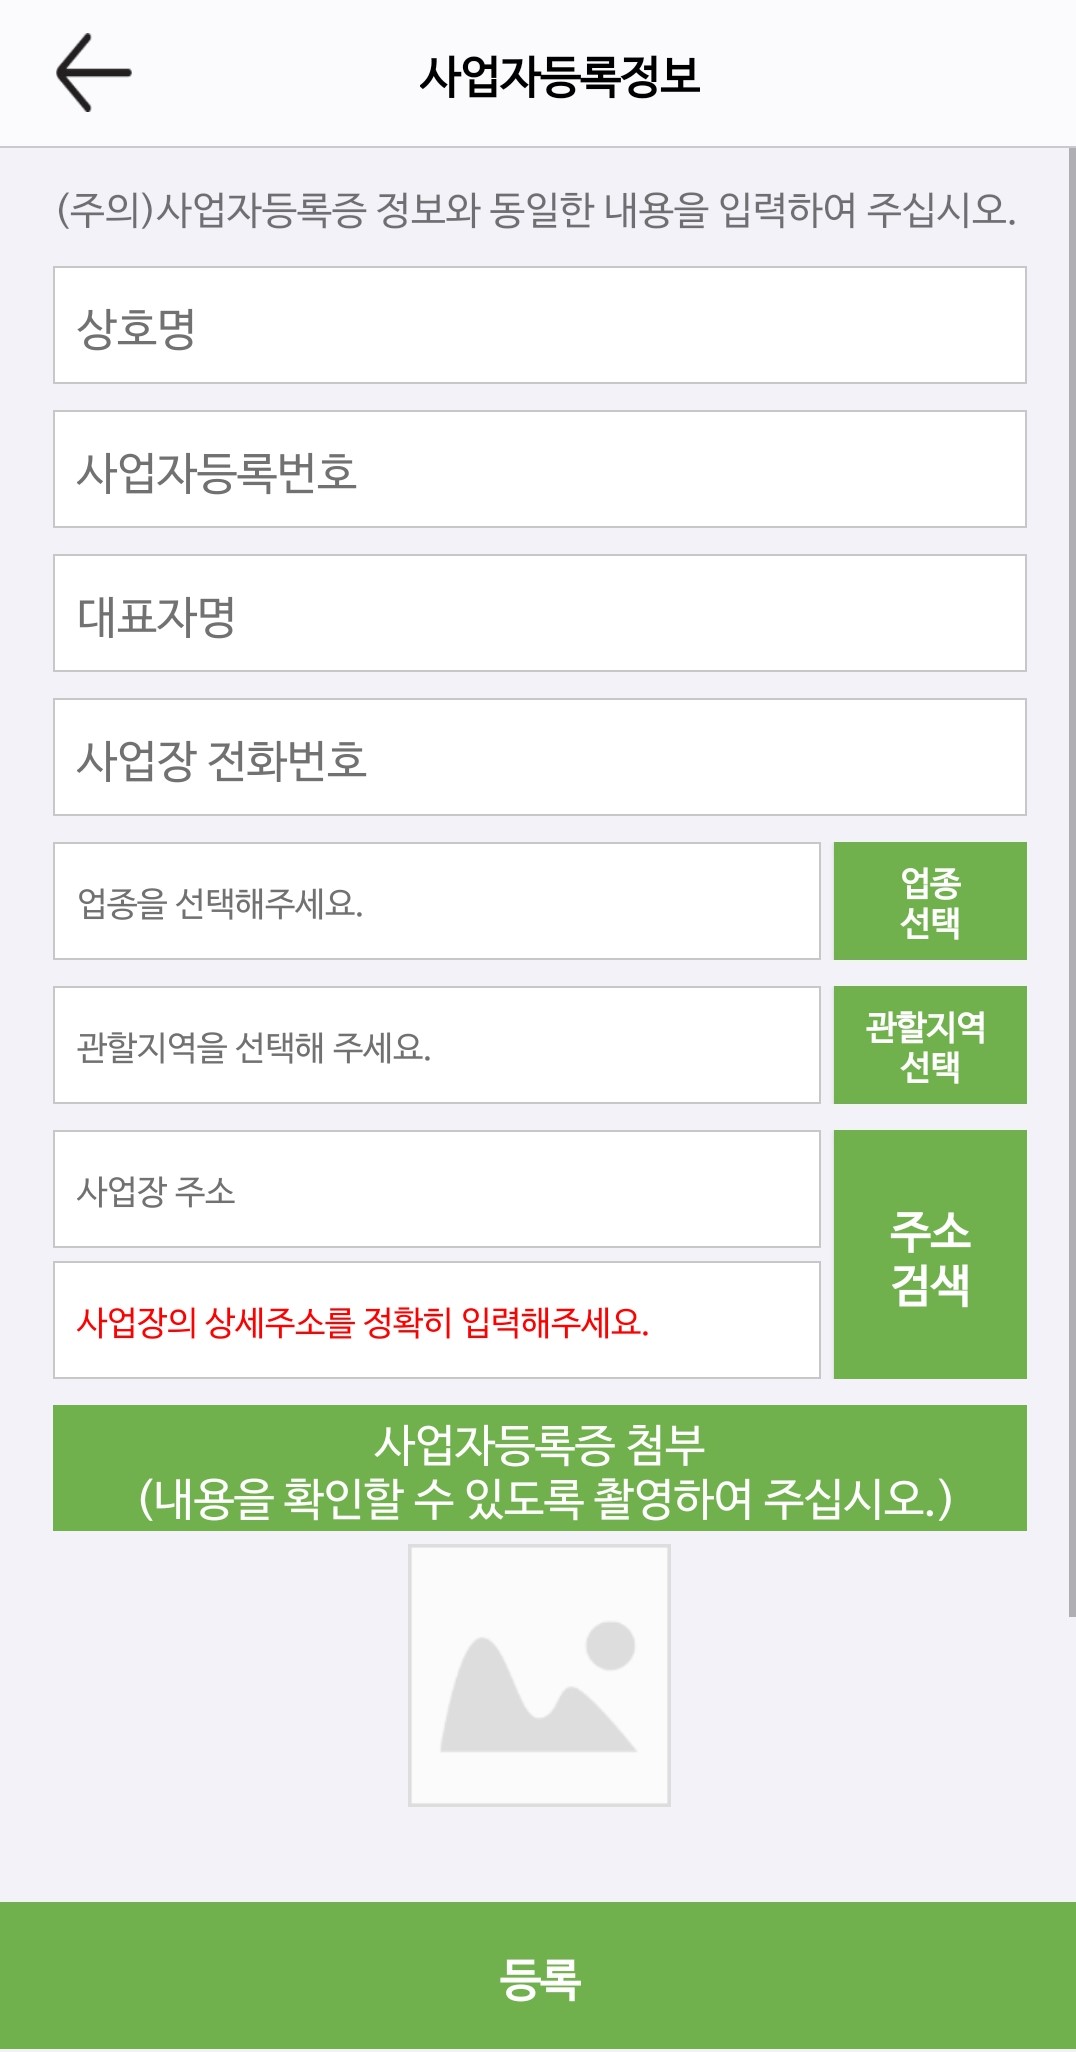 사업자등록정보
(주의)사업자등록증 정보와 동일한 내용을 입력하여 주십시오.
상호명
사업자등록번호
대표자명
사업장 전화번호
업종을 선택해주세요.
업종
선택
관할지역을 선택해 주세요.
관할지역
선택
사업장 주소
사업장의 상세주소를 정확히 입력해주세요.
주소
검색
사업자등록증 첨부
(내용을 확인할 수 있도록 촬영하여 주십시오.)
등록